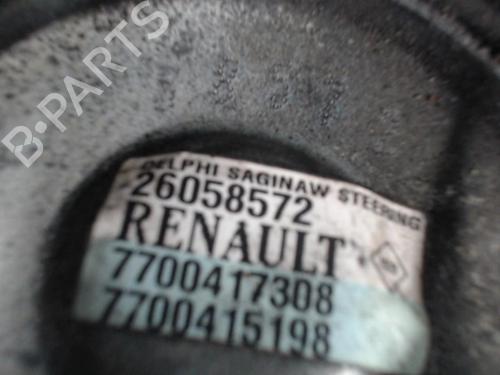 B-PARTS
DELPHI SAGINAW STEERING
26058572
RENAULT
7700417308
7700415198